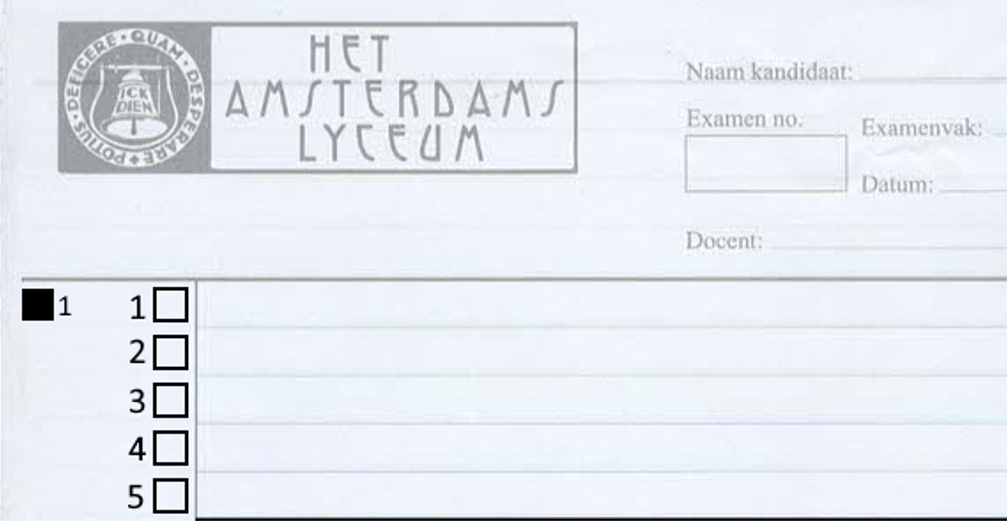 POTIUS · DEFICERE · QUAM · DESPERARE
ICK
DIEN
HET
AMSTERDAMS
LYCEUM
Naam kandidaat:
Examen no.
Examenvak:
Datum:
Docent:
1 1
2
3
4
5